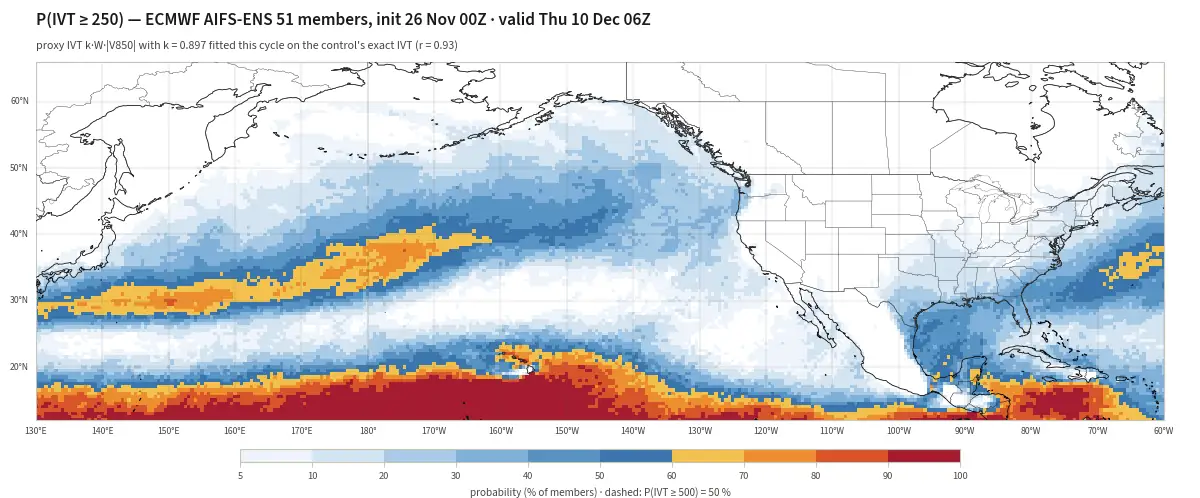 P(IVT ≥ 250) — ECMWF AIFS-ENS 51 members, init 26 Nov 00Z · valid Thu 10 Dec 06Z
proxy IVT k·W·|V850| with k = 0.897 fitted this cycle on the control's exact IVT (r = 0.93)
60°N
50°N
40°N
30°N
20°N
130°E 140°E 150°E 160°E 170°E 180° 170°W 160°W 150°W 140°W 130°W 120°W 110°W 100°W 90°W 80°W 70°W 60°W
5 10 20 30 40 50 60 70 80 90 100
probability (% of members) · dashed: P(IVT ≥ 500) = 50 %